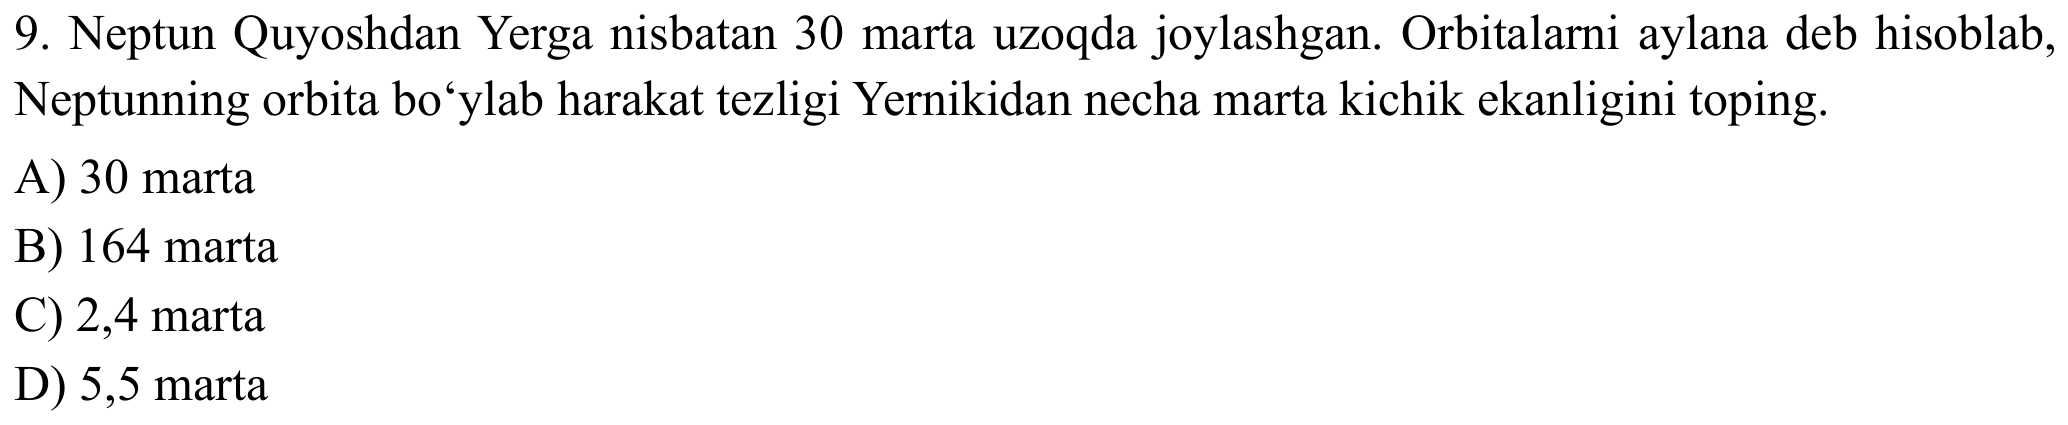 9. Neptun Quyoshdan Yerga nisbatan 30 marta uzoqda joylashgan. Orbitalarni aylana deb hisoblab,
Neptunning orbita bo‘ylab harakat tezligi Yernikidan necha marta kichik ekanligini toping.
A) 30 marta
B) 164 marta
C) 2,4 marta
D) 5,5 marta